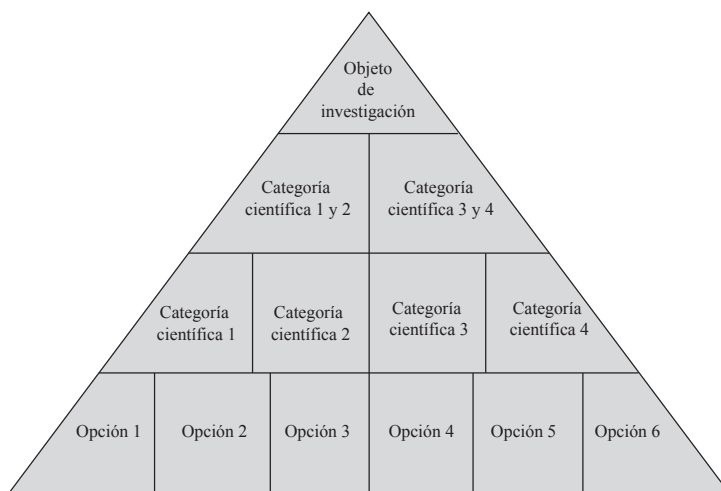 Objeto
de
investigación
Categoría
científica 1 y 2
Categoría
científica 3 y 4
Categoría
científica 1
Categoría
científica 2
Categoría
científica 3
Categoría
científica 4
Opción 1
Opción 2
Opción 3
Opción 4
Opción 5
Opción 6